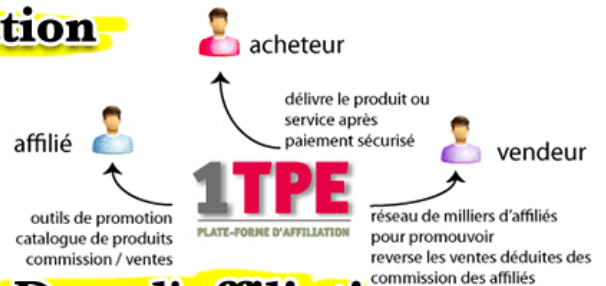 tion
acheteur
délivre le produit ou
service après
paiement sécurisé
affilié
vendeur
1TPE
PLATE-FORME D'AFFILIATION
outils de promotion
catalogue de produits
commission / ventes
réseau de milliers d'affiliés
pour promouvoir
reverse les ventes déduites des
commission des affiliés